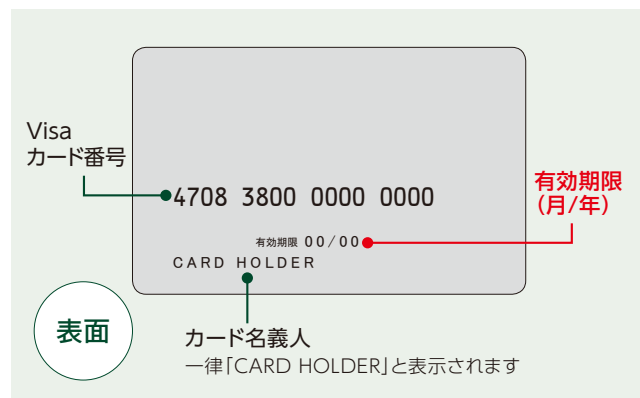 Visa
カード番号
4708 3800 0000 0000
有効期限
(月/年)
有効期限 00/00
CARD HOLDER
表面
カード名義人
一律「CARD HOLDER」と表示されます